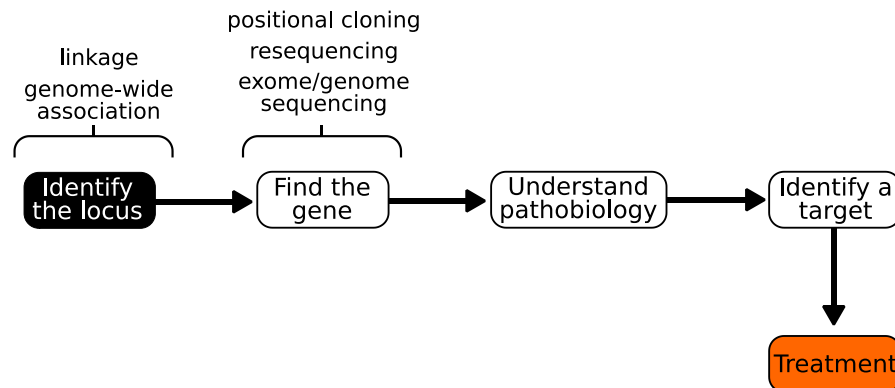 linkage
genome-wide
association
positional cloning
resequencing
exome/genome
sequencing
Identify
the locus
Find the
gene
Understand
pathobiology
Identify a
target
Treatment